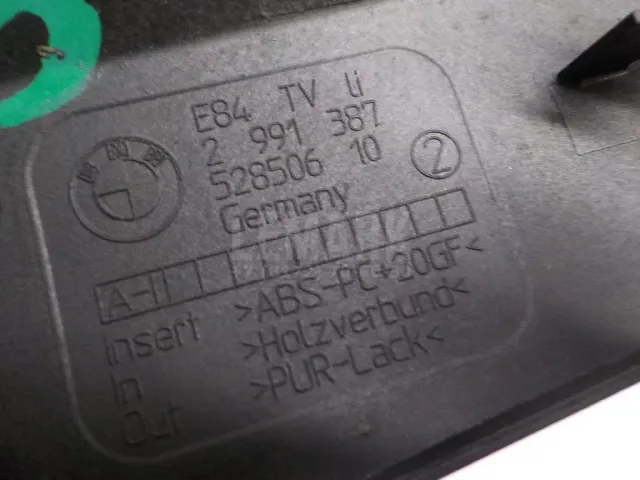 E84 TV li
2 991 387
528506 10 2
Germany
A-I
Insert >ABS-PC+20GF<
In >Holzverbund<
Out >PUR-Lack<